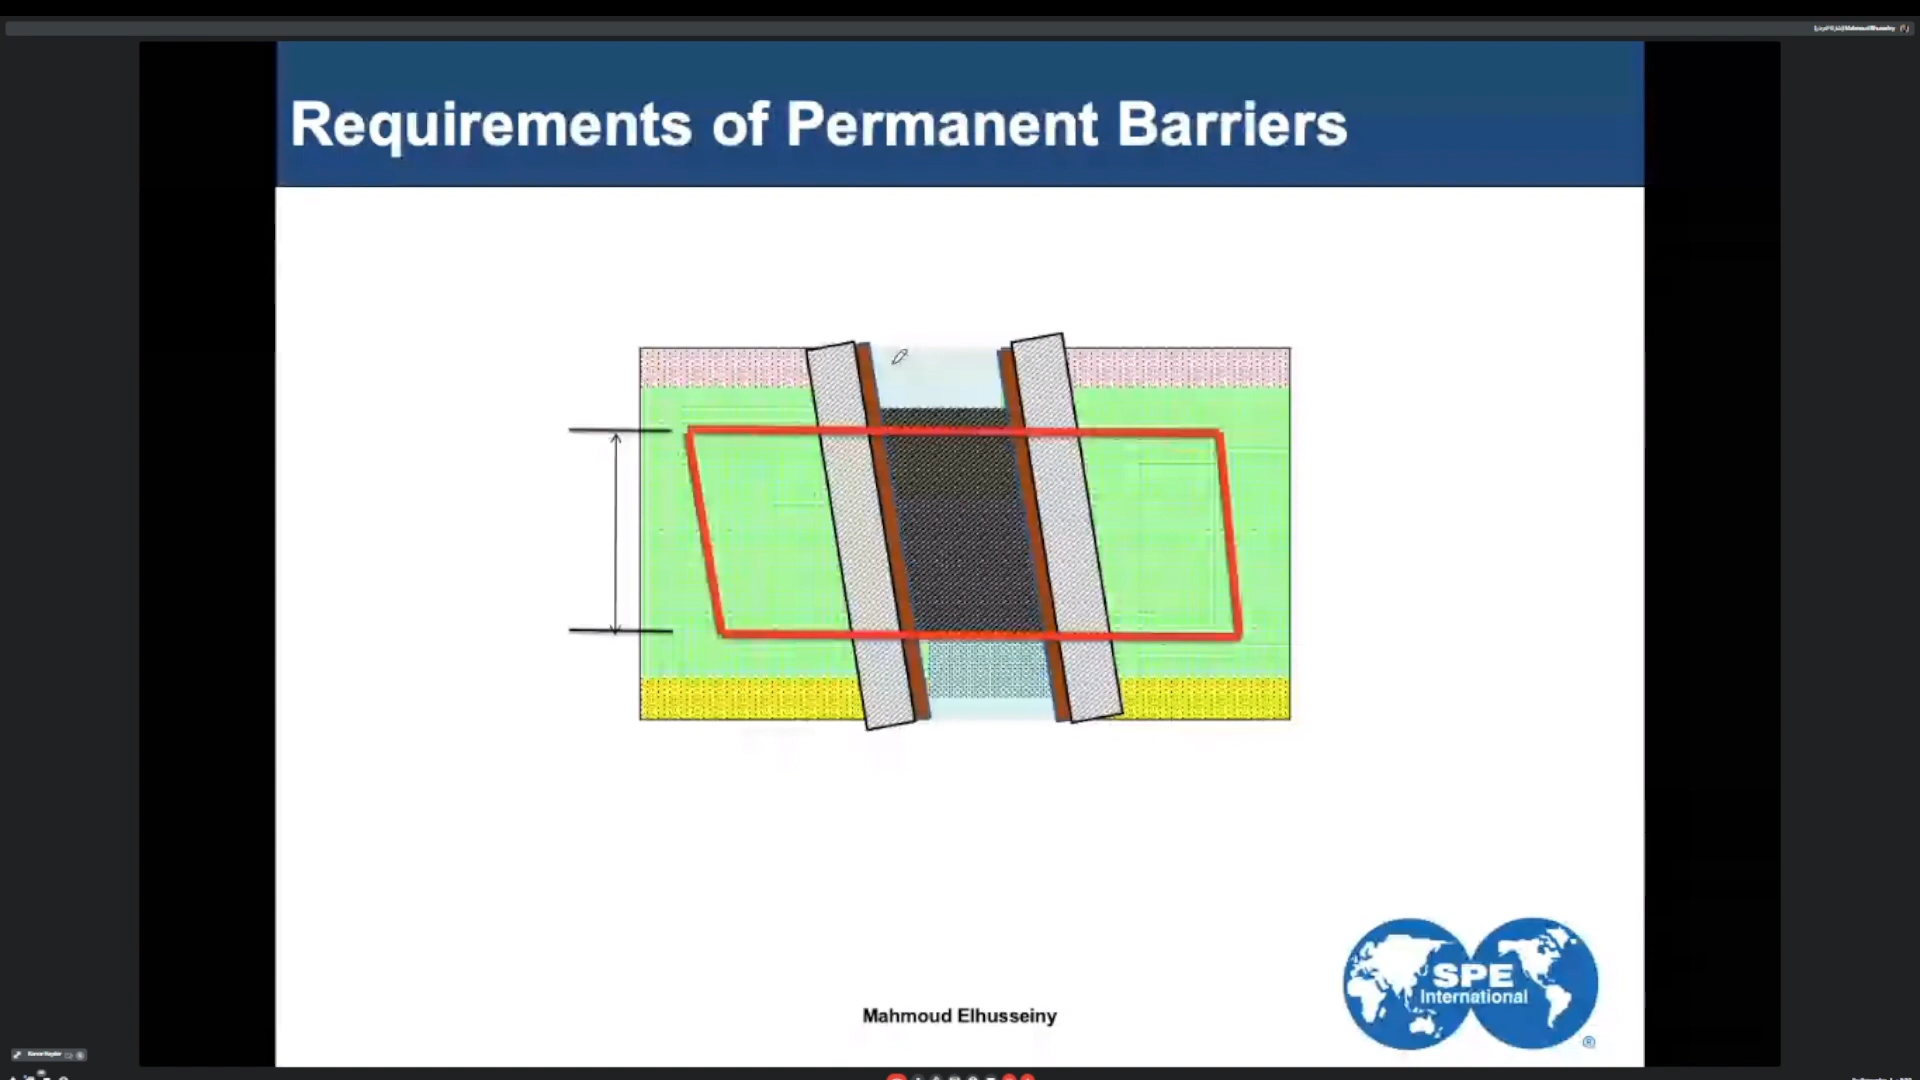 Requirements of Permanent Barriers
SPE
International
®
Mahmoud Elhusseiny